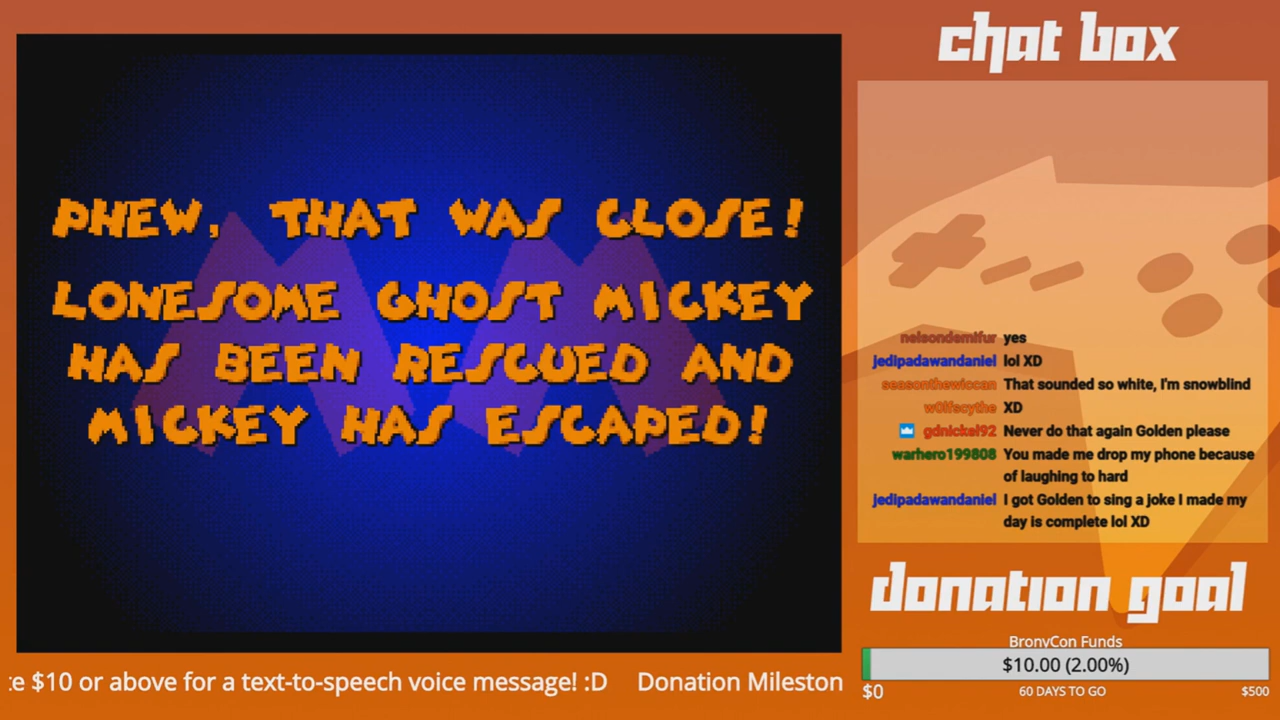 PHEW, THAT WAS CLOSE!
LONESOME GHOST MICKEY
HAS BEEN RESCUED AND
MICKEY HAS ESCAPED!
chat box
nelsondemifur yes
jedipadawandaniel lol XD
seasonthewiccan That sounded so white, I'm snowblind
w0lfscythe XD
gdnickel92 Never do that again Golden please
warhero199808 You made me drop my phone because
of laughing to hard
jedipadawandaniel I got Golden to sing a joke I made my
day is complete lol XD
donation goal
BronyCon Funds
$10.00 (2.00%)
$0 60 DAYS TO GO $500
te $10 or above for a text-to-speech voice message! :D Donation Mileston